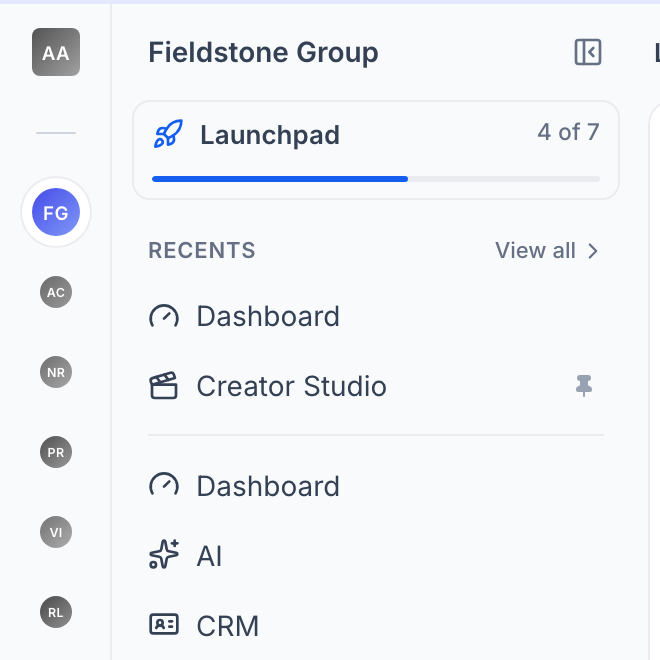 AA
FG
AC
NR
PR
VI
RL
Fieldstone Group
Launchpad 4 of 7
RECENTS View all
Dashboard
Creator Studio
Dashboard
AI
CRM